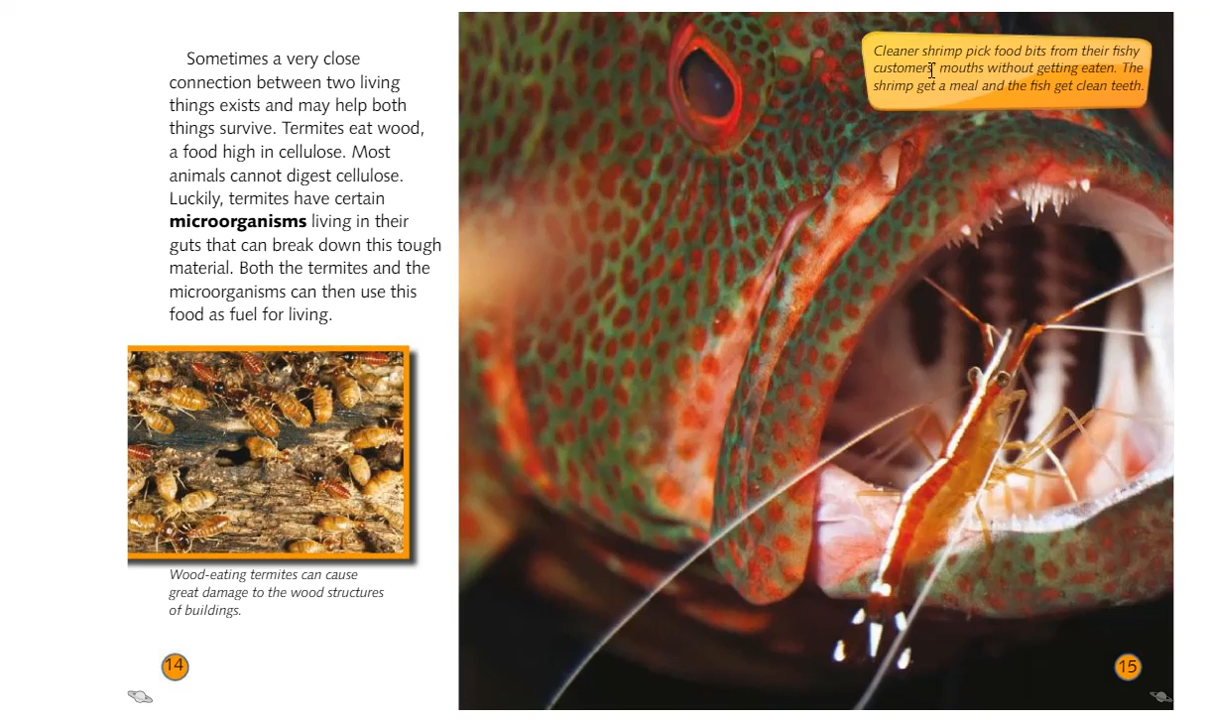 Sometimes a very close
connection between two living
things exists and may help both
things survive. Termites eat wood,
a food high in cellulose. Most
animals cannot digest cellulose.
Luckily, termites have certain
microorganisms living in their
guts that can break down this tough
material. Both the termites and the
microorganisms can then use this
food as fuel for living.
Wood-eating termites can cause
great damage to the wood structures
of buildings.
14
Cleaner shrimp pick food bits from their fishy
customers' mouths without getting eaten. The
shrimp get a meal and the fish get clean teeth.
15